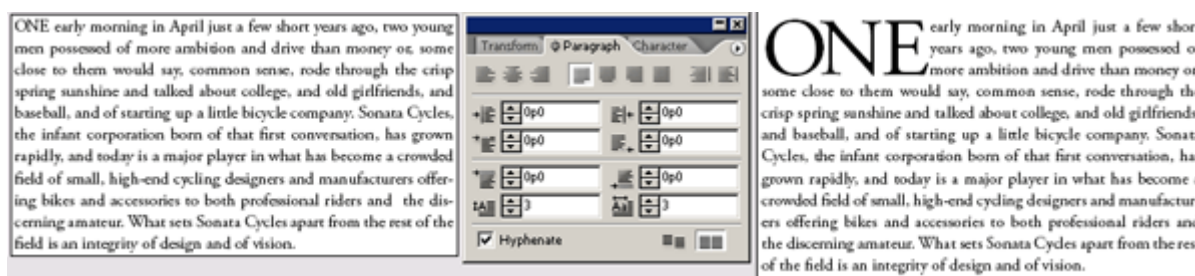 ONE early morning in April just a few short years ago, two young
men possessed of more ambition and drive than money or, some
close to them would say, common sense, rode through the crisp
spring sunshine and talked about college, and old girlfriends, and
baseball, and of starting up a little bicycle company. Sonata Cycles,
the infant corporation born of that first conversation, has grown
rapidly, and today is a major player in what has become a crowded
field of small, high-end cycling designers and manufacturers offer-
ing bikes and accessories to both professional riders and the dis-
cerning amateur. What sets Sonata Cycles apart from the rest of the
field is an integrity of design and of vision.
Transform Paragraph Character
0p0 0p0
0p0 0p0
0p0 0p0
3 3
Hyphenate
ONE early morning in April just a few shor
years ago, two young men possessed o
more ambition and drive than money o
some close to them would say, common sense, rode through th
crisp spring sunshine and talked about college, and old girlfriends
and baseball, and of starting up a little bicycle company. Sonat
Cycles, the infant corporation born of that first conversation, ha
grown rapidly, and today is a major player in what has become
crowded field of small, high-end cycling designers and manufactur
ers offering bikes and accessories to both professional riders and
the discerning amateur. What sets Sonata Cycles apart from the res
of the field is an integrity of design and of vision.